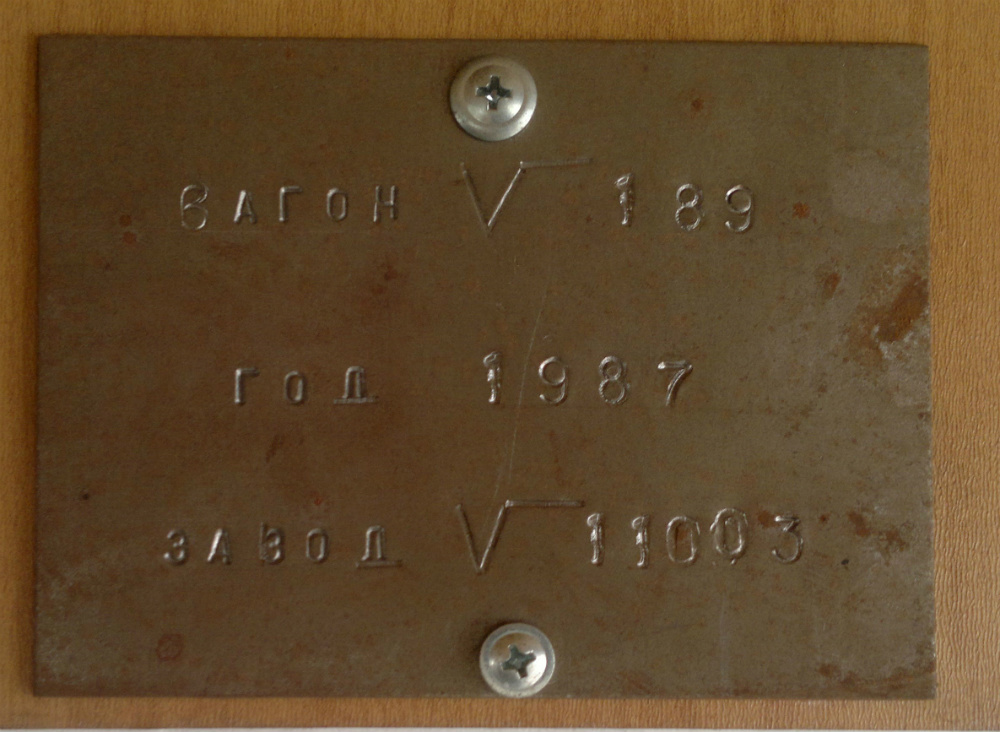 ВАГОН √ 189
ГОД 1987
ЗАВОД √ 11003